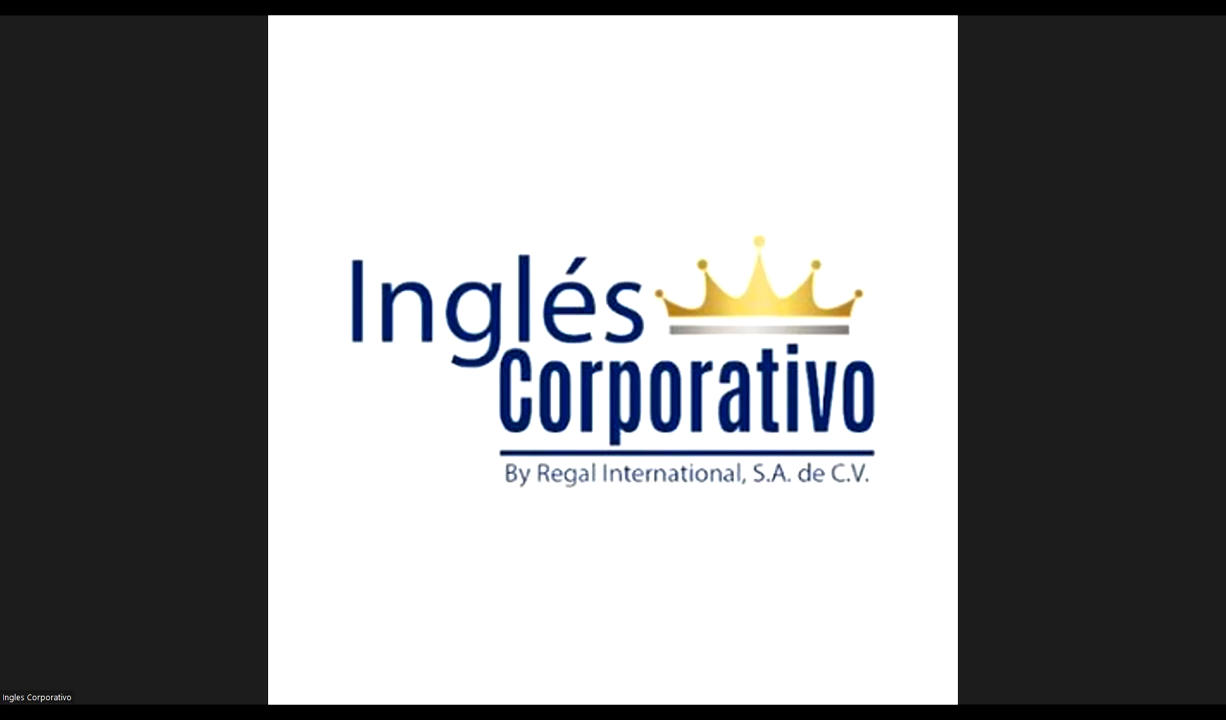 Inglés
Corporativo
By Regal International, S.A. de C.V.
Ingles Corporativo